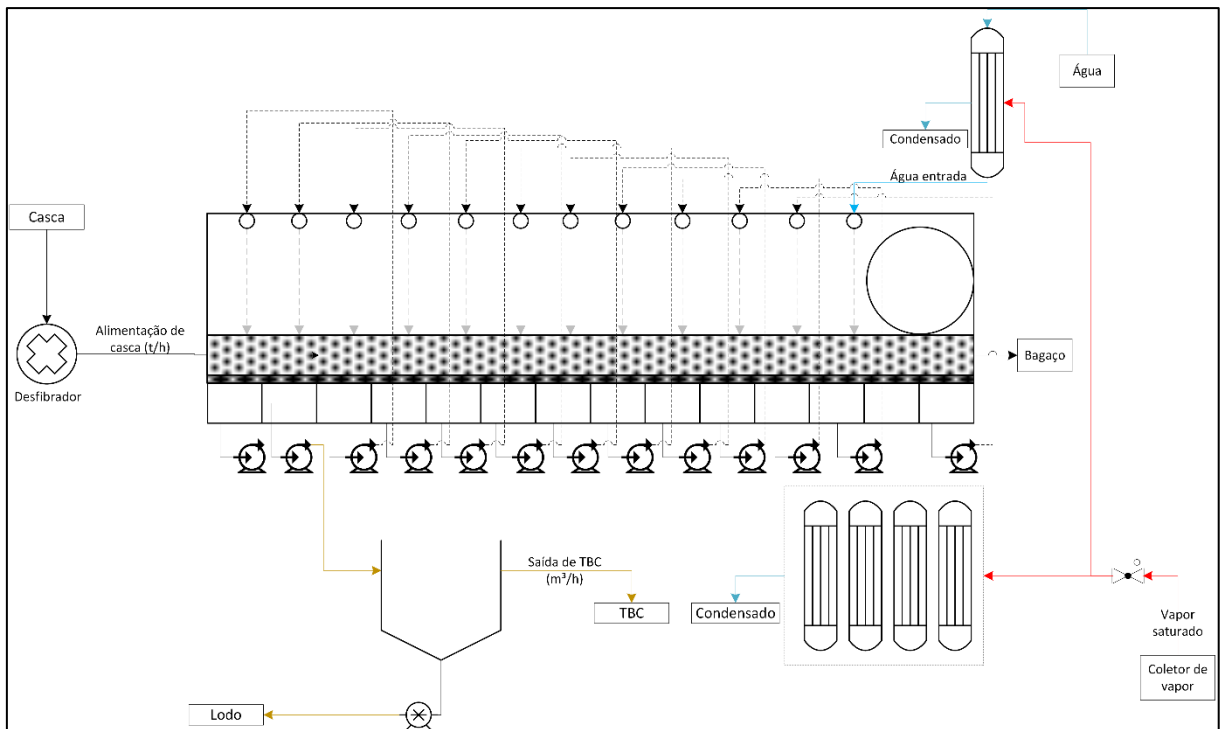 Água
Condensado
Água entrada
Casca
Alimentação de
casca (t/h)
Bagaço
Desfibrador
Saída de TBC
(m³/h)
TBC
Condensado
Vapor
saturado
Coletor de
vapor
Lodo